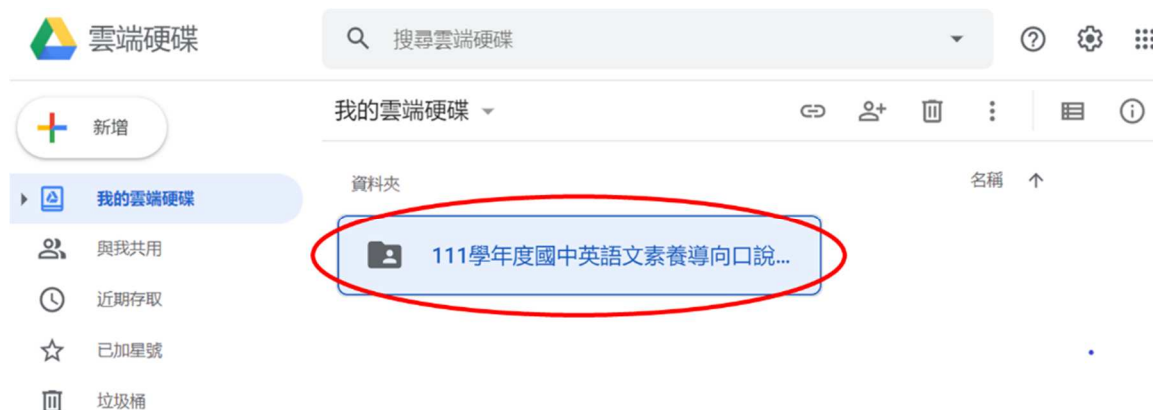 雲端硬碟
搜尋雲端硬碟
新增
我的雲端硬碟
資料夾
名稱
我的雲端硬碟
111學年度國中英語文素養導向口說...
與我共用
近期存取
已加星號
垃圾桶